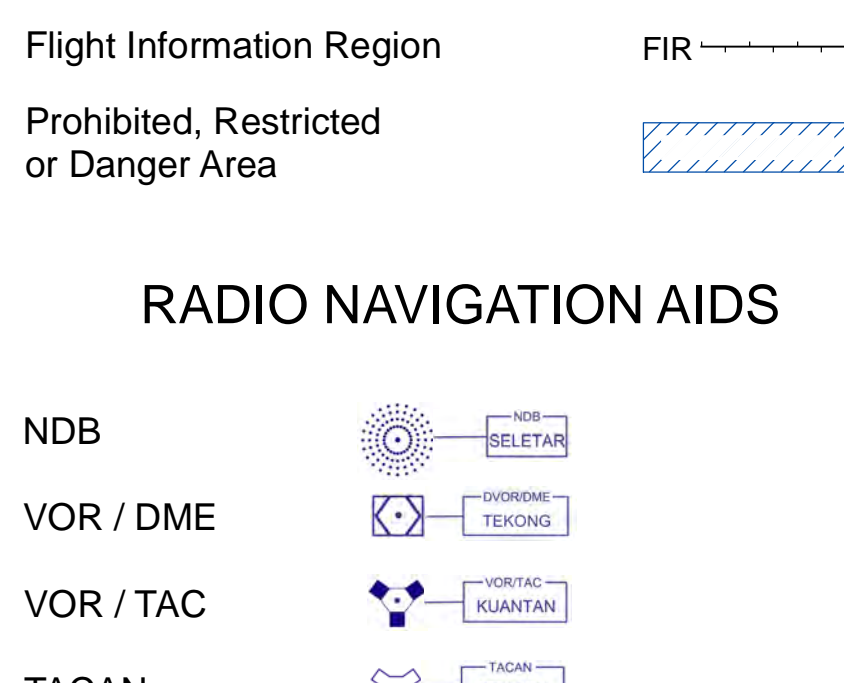 Flight Information Region
FIR
Prohibited, Restricted
or Danger Area
RADIO NAVIGATION AIDS
NDB
NDB
SELETAR
VOR / DME
DVOR/DME
TEKONG
VOR / TAC
VOR/TAC
KUANTAN
TACAN
TACAN